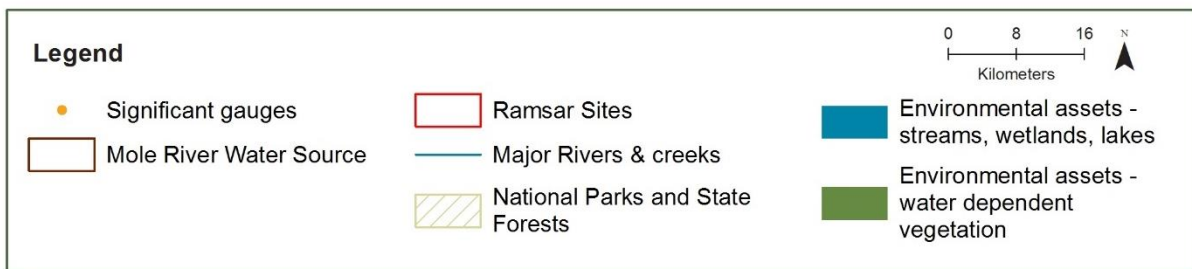 Legend
Significant gauges
Mole River Water Source
Ramsar Sites
Major Rivers & creeks
National Parks and State
Forests
0 8 16
Kilometers
N
Environmental assets -
streams, wetlands, lakes
Environmental assets -
water dependent
vegetation